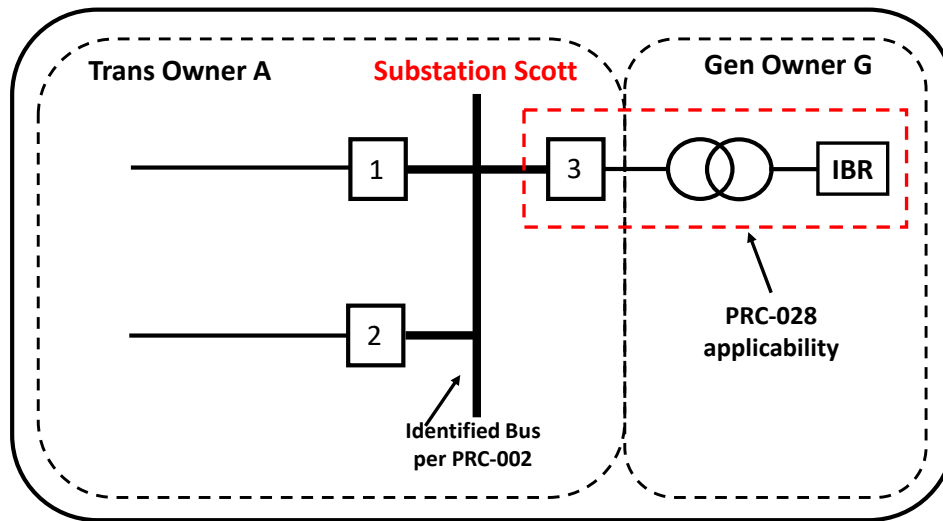 Trans Owner A
Substation Scott
Gen Owner G
1
3
IBR
2
PRC-028
applicability
Identified Bus
per PRC-002